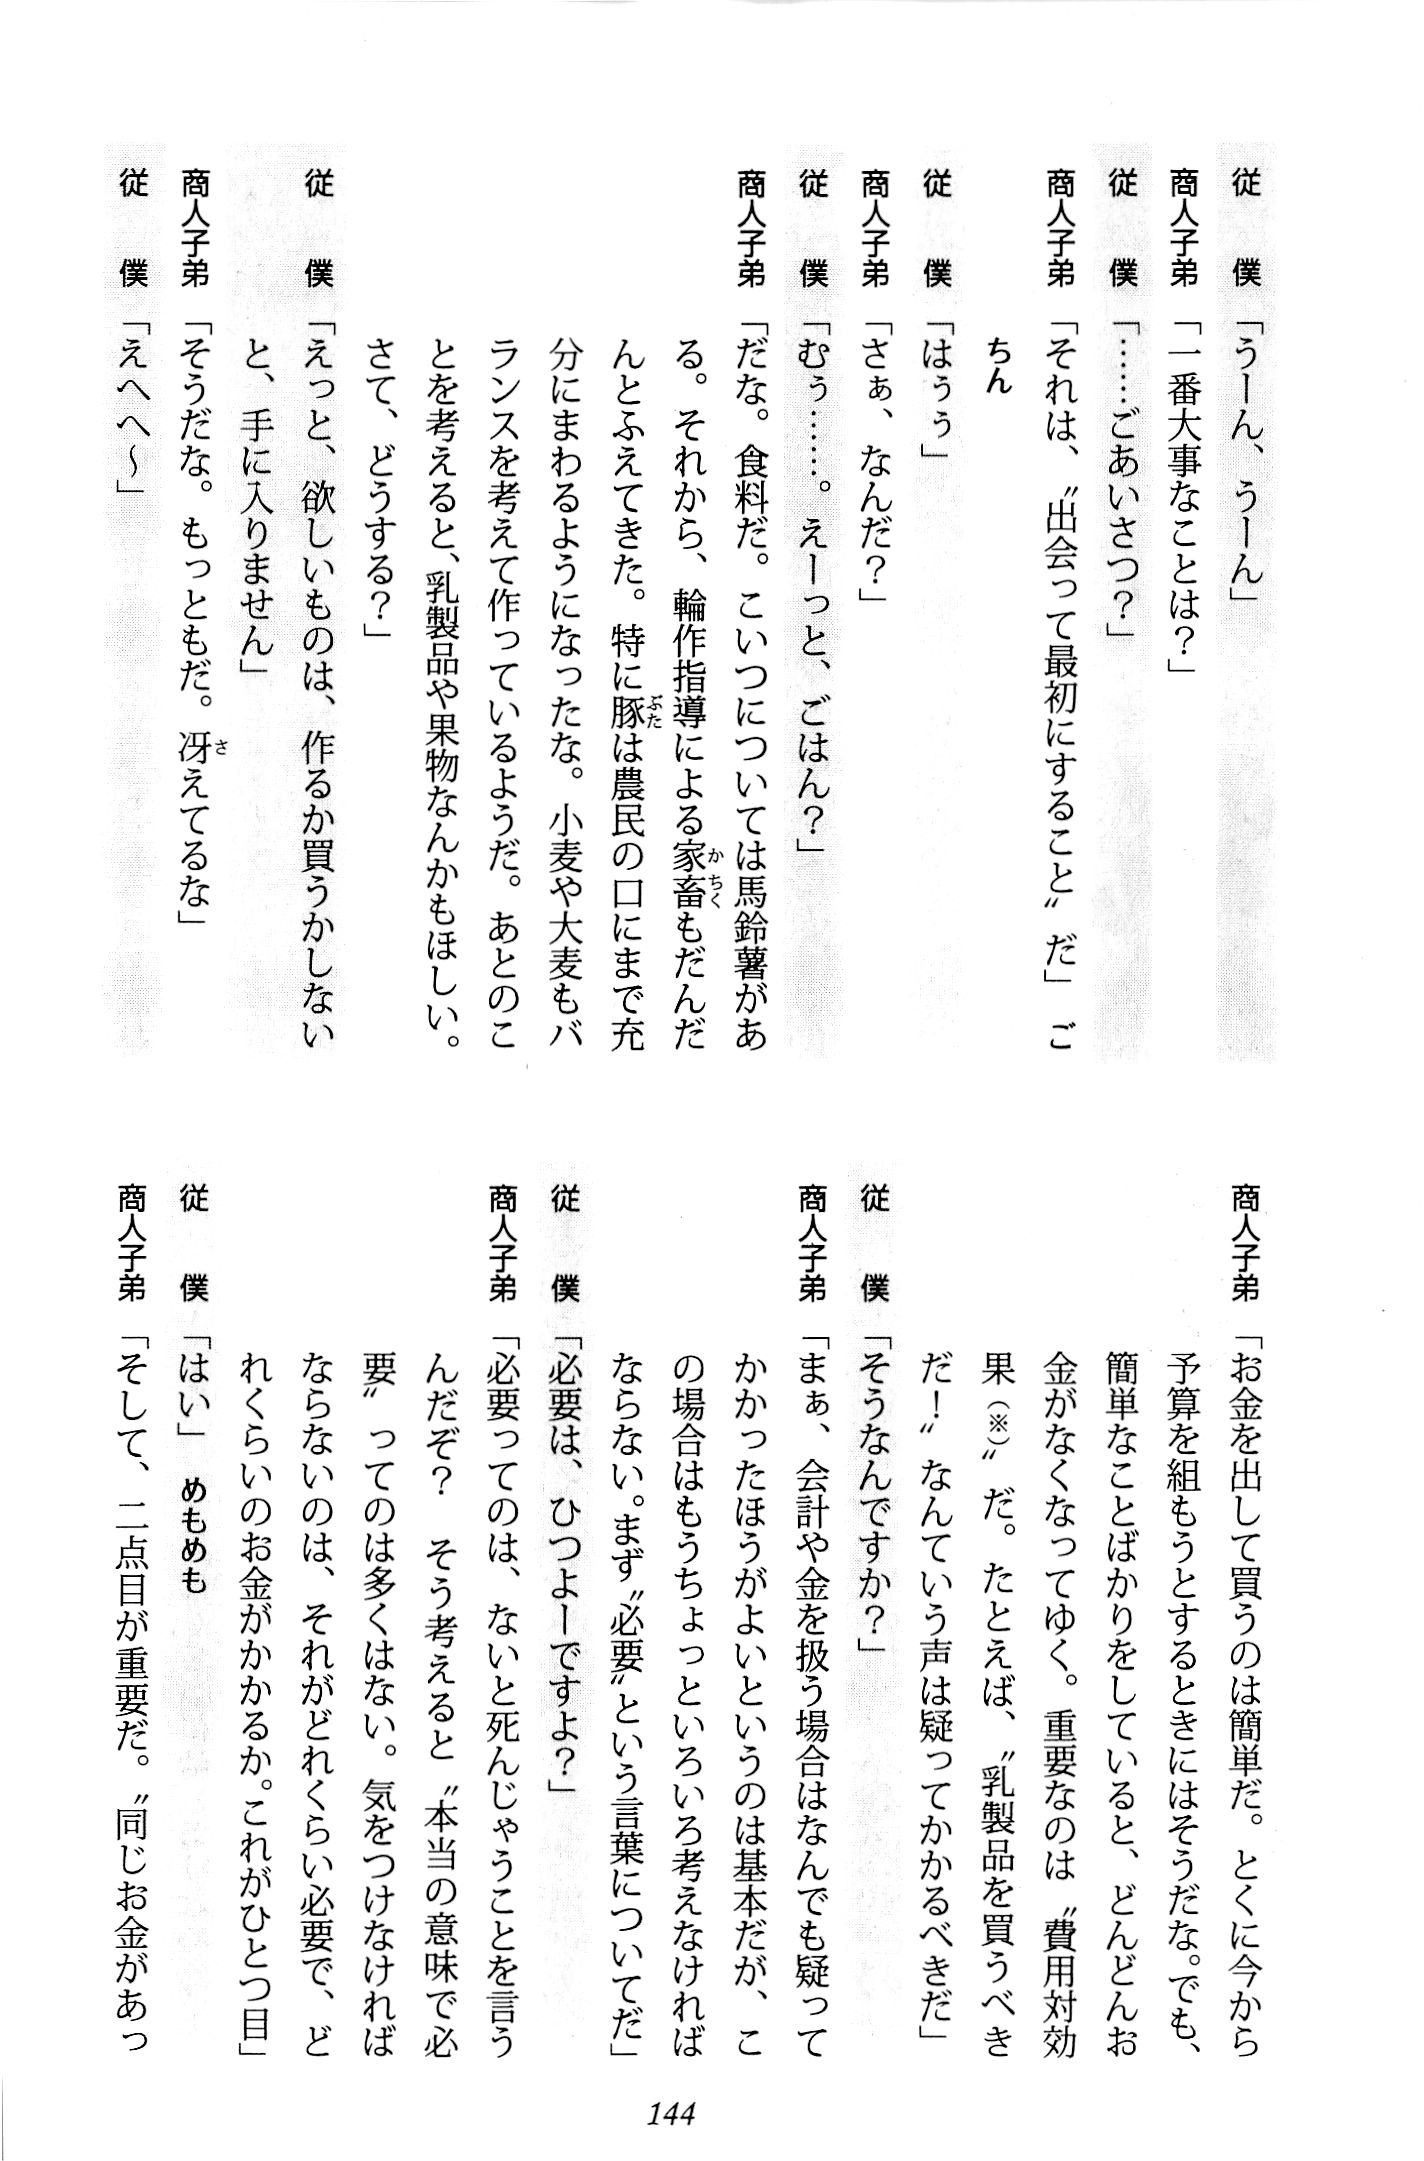 従　僕「うーん、うーん」
商人子弟「一番大事なことは？」
従　僕「……ごあいさつ？」
商人子弟「それは、〝出会って最初にすること〟だ」　ご
ちん
従　僕「はぅぅ」
商人子弟「さぁ、なんだ？」
従　僕「むぅ……。えーっと、ごはん？」
商人子弟「だな。食料だ。こいつについては馬鈴薯があ
る。それから、輪作指導による家畜もだんだ
んとふえてきた。特に豚は農民の口にまで充
分にまわるようになったな。小麦や大麦もバ
ランスを考えて作っているようだ。あとのこ
とを考えると、乳製品や果物なんかもほしい。
さて、どうする？」
従　僕「えっと、欲しいものは、作るか買うかしない
と、手に入りません」
商人子弟「そうだな。もっともだ。冴えてるな」
従　僕「えへへ～」
商人子弟「お金を出して買うのは簡単だ。とくに今から
予算を組もうとするときにはそうだな。でも、
簡単なことばかりをしていると、どんどんお
金がなくなってゆく。重要なのは〝費用対効
果（※）〟だ。たとえば、〝乳製品を買うべき
だ！〟なんていう声は疑ってかかるべきだ」
従　僕「そうなんですか？」
商人子弟「まぁ、会計や金を扱う場合はなんでも疑って
かかったほうがよいというのは基本だが、こ
の場合はもうちょっといろいろ考えなければ
ならない。まず〝必要〟という言葉についてだ」
従　僕「必要は、ひつよーですよ？」
商人子弟「必要ってのは、ないと死んじゃうことを言う
んだぞ？　そう考えると〝本当の意味で必
要〟ってのは多くはない。気をつけなければ
ならないのは、それがどれくらい必要で、ど
れくらいのお金がかかるか。これがひとつ目」
従　僕「はい」　めもめも
商人子弟「そして、二点目が重要だ。〝同じお金があっ
144